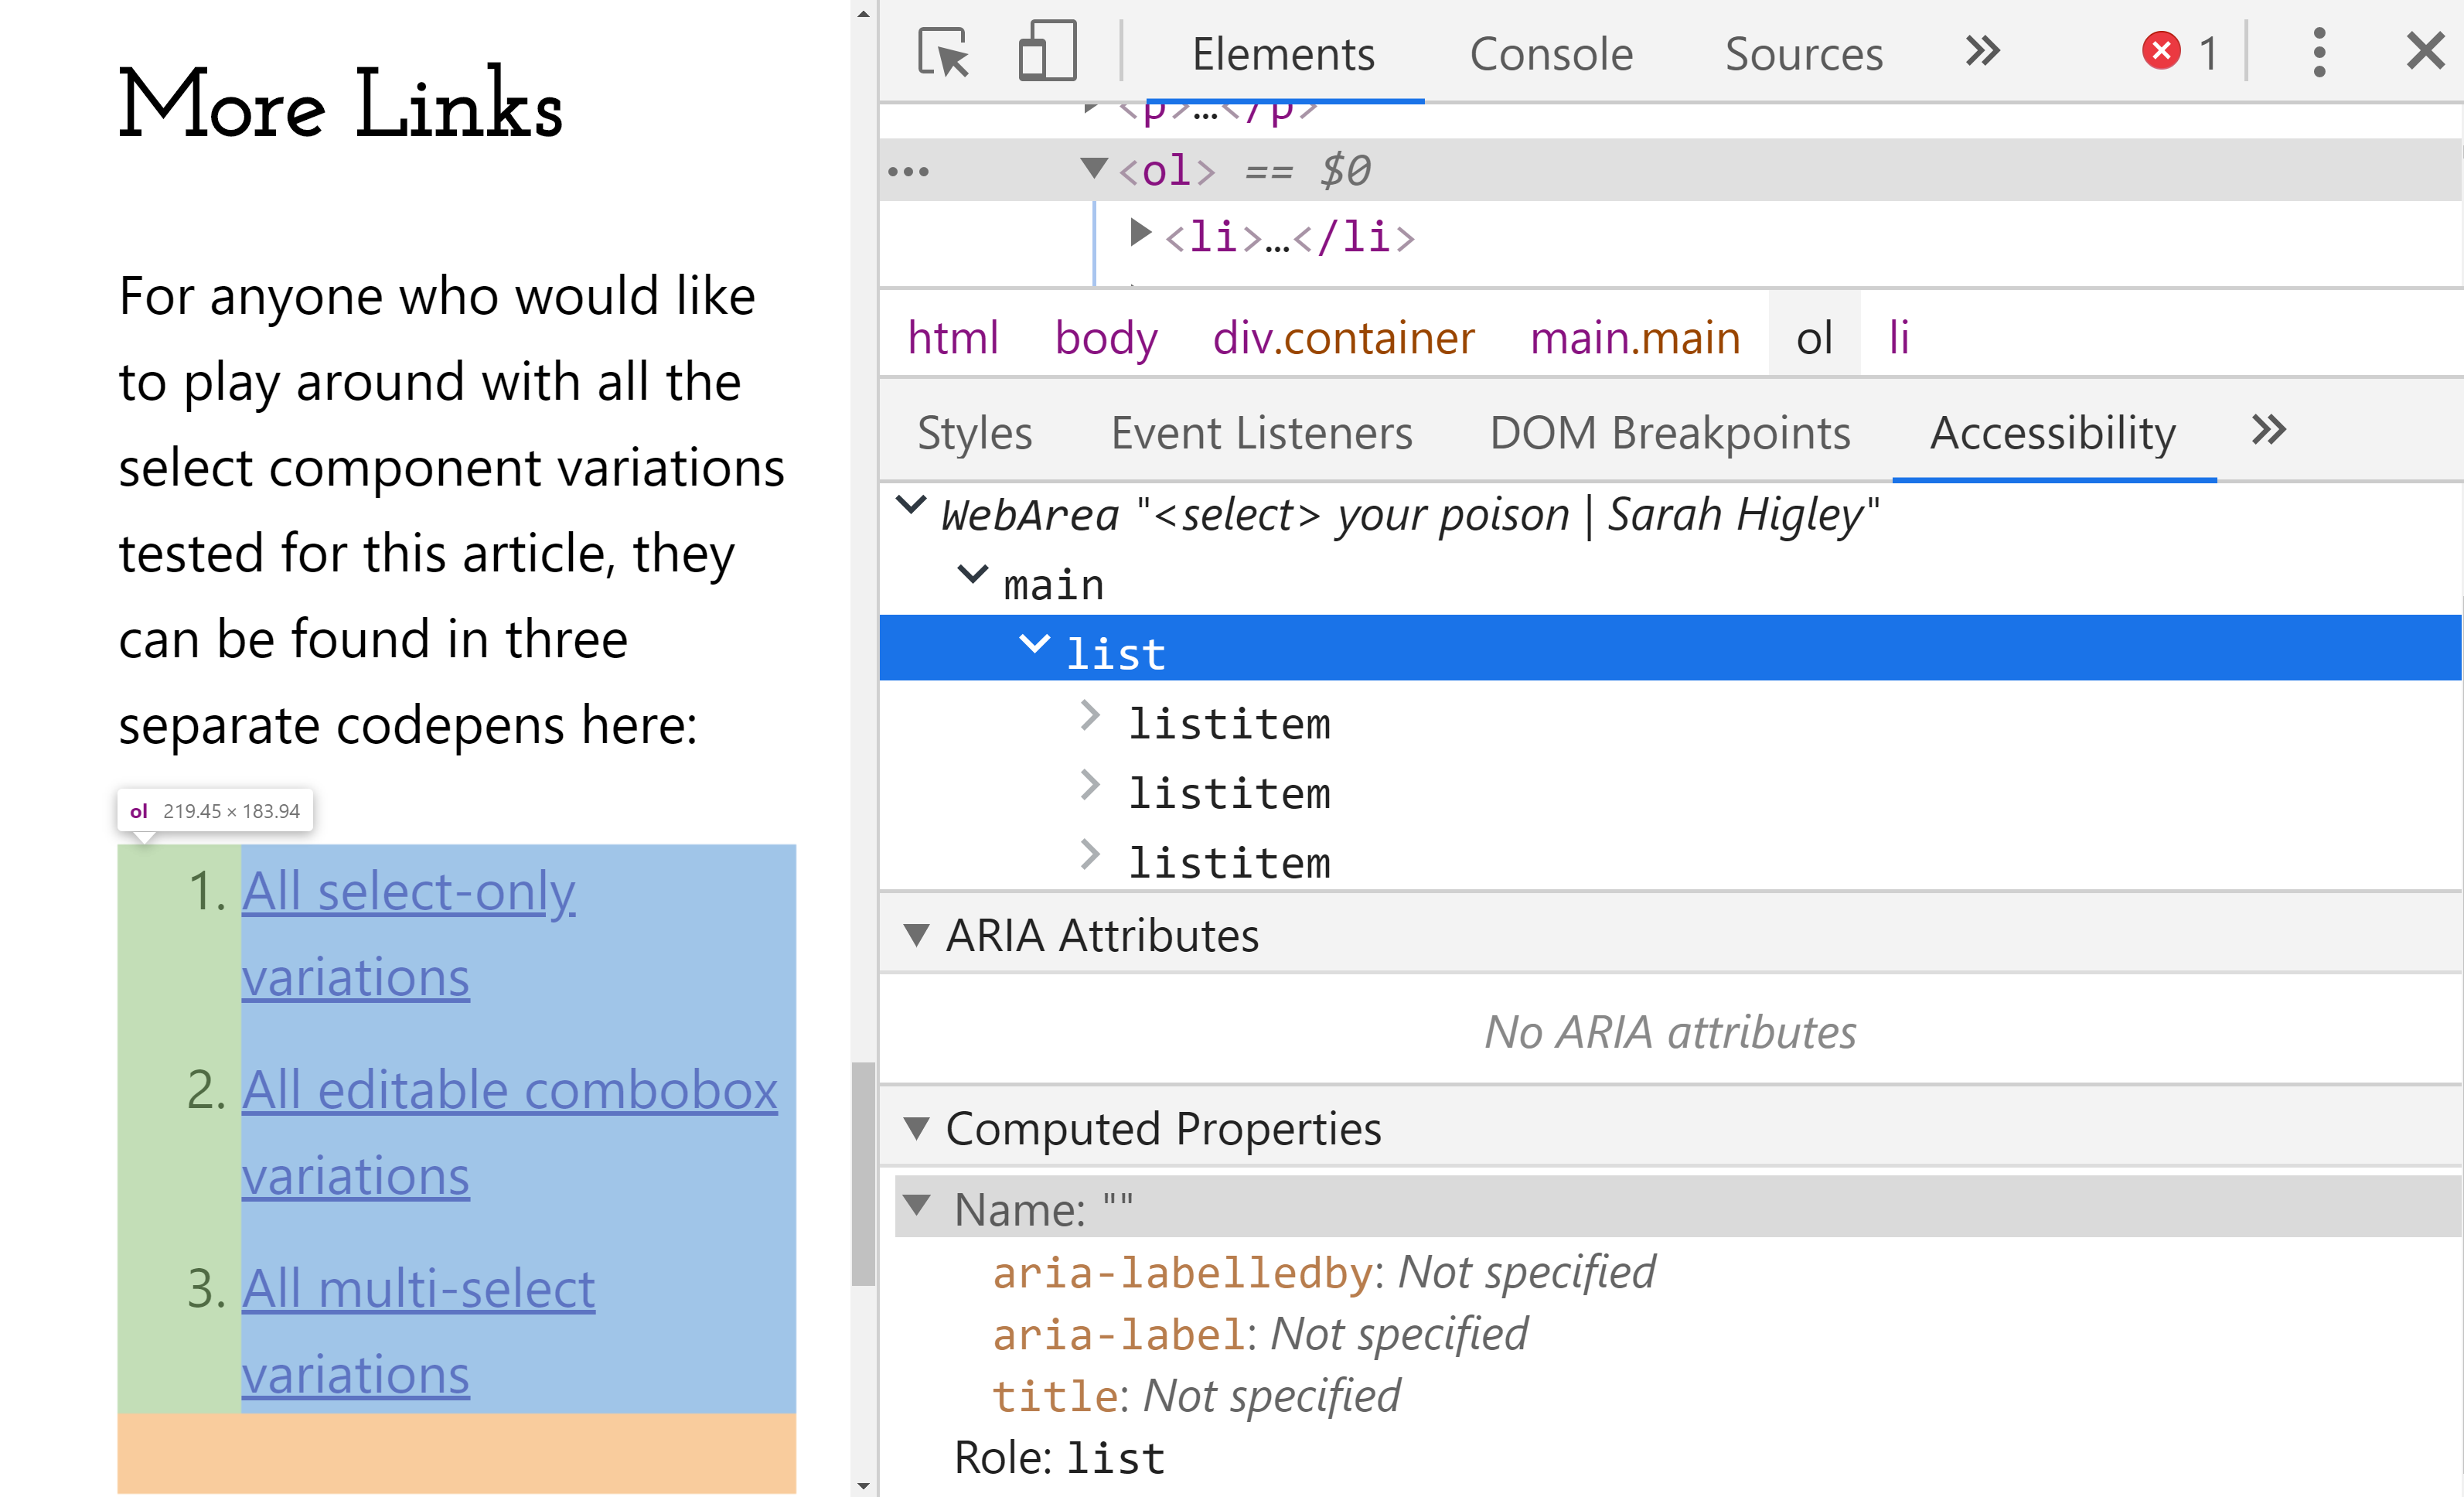 More Links
For anyone who would like
to play around with all the
select component variations
tested for this article, they
can be found in three
separate codepens here:
ol 219.45 × 183.94
1. All select-only
variations
2. All editable combobox
variations
3. All multi-select
variations
Elements Console Sources 1
<p>…</p>
<ol> == $0
<li>…</li>
html body div.container main.main ol li
Styles Event Listeners DOM Breakpoints Accessibility
WebArea "<select> your poison | Sarah Higley"
main
list
listitem
listitem
listitem
ARIA Attributes
No ARIA attributes
Computed Properties
Name: ""
aria-labelledby: Not specified
aria-label: Not specified
title: Not specified
Role: list